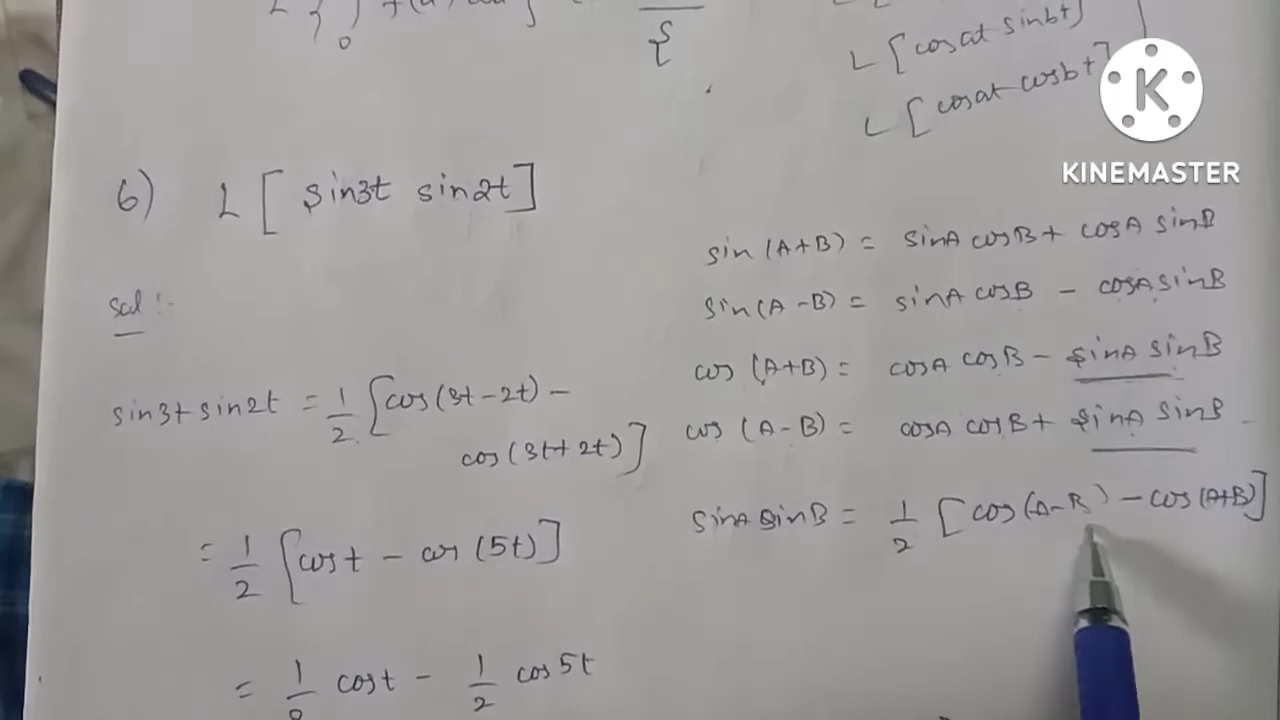 L [cosat sinbt]
L [cosat cosbt]
K
KINEMASTER
6) L [ sin3t sin2t]
Sol :-
sin3t sin2t = 1/2 [cos (3t-2t) -
cos (3t+2t)]
= 1/2 [cost - cos (5t)]
= 1/2 cost - 1/2 cos 5t
sin (A+B) = sinA cosB + cosA sinB
sin (A-B) = sinA cosB - cosA sinB
cos (A+B) = cosA cosB - sinA sinB
cos (A-B) = cosA cosB + sinA sinB
sinA sinB = 1/2 [cos (A-B) - cos (A+B)]